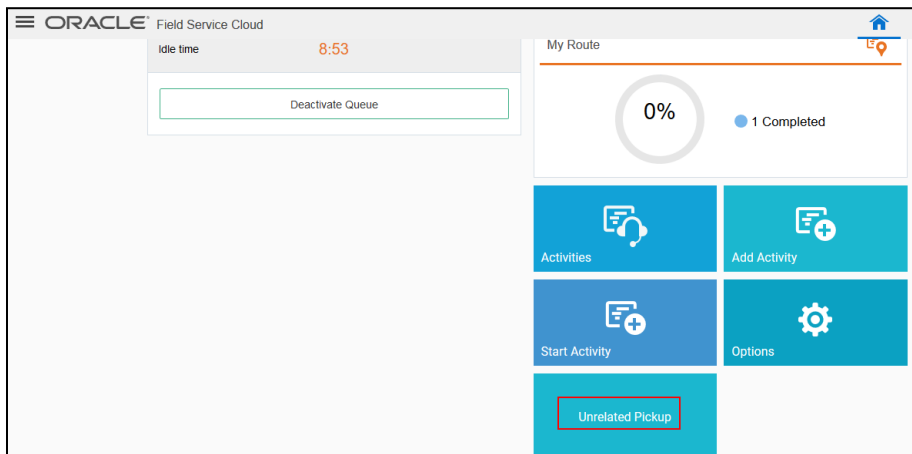 ORACLE Field Service Cloud
Idle time 8:53
Deactivate Queue
My Route
0%
1 Completed
Activities
Add Activity
Start Activity
Options
Unrelated Pickup